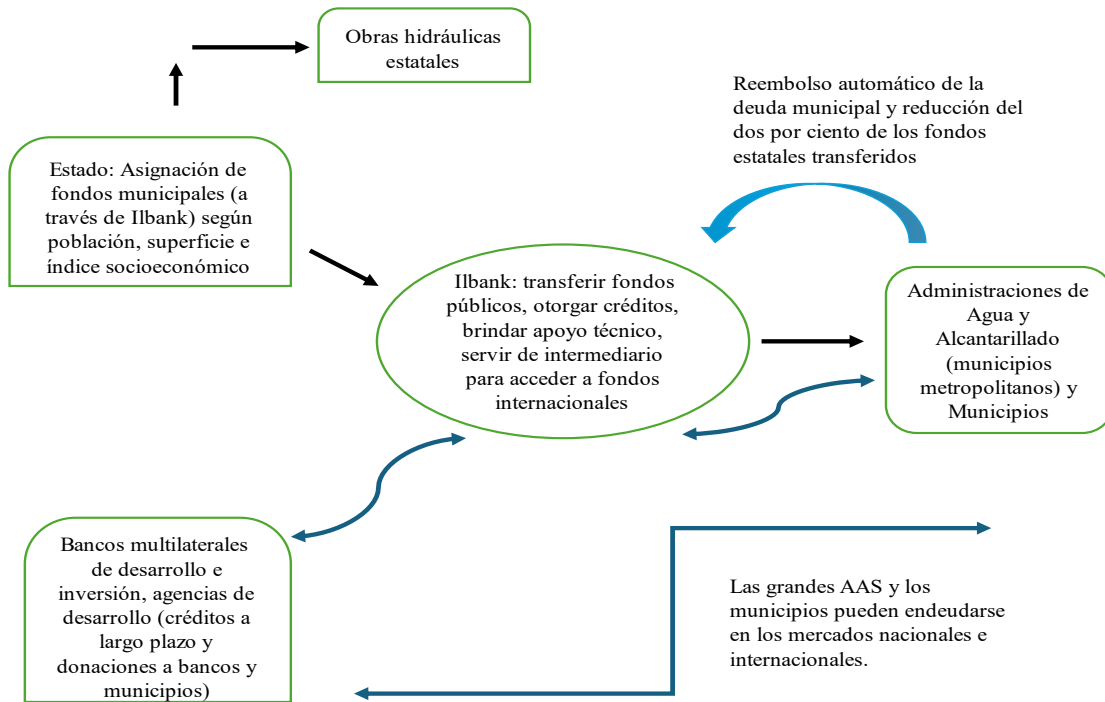 Obras hidráulicas
estatales
Reembolso automático de la
deuda municipal y reducción del
dos por ciento de los fondos
estatales transferidos
Estado: Asignación de
fondos municipales (a
través de Ilbank) según
población, superficie e
índice socioeconómico
Ilbank: transferir fondos
públicos, otorgar créditos,
brindar apoyo técnico,
servir de intermediario
para acceder a fondos
internacionales
Administraciones de
Agua y
Alcantarillado
(municipios
metropolitanos) y
Municipios
Bancos multilaterales
de desarrollo e
inversión, agencias de
desarrollo (créditos a
largo plazo y
donaciones a bancos y
municipios)
Las grandes AAS y los
municipios pueden endeudarse
en los mercados nacionales e
internacionales.